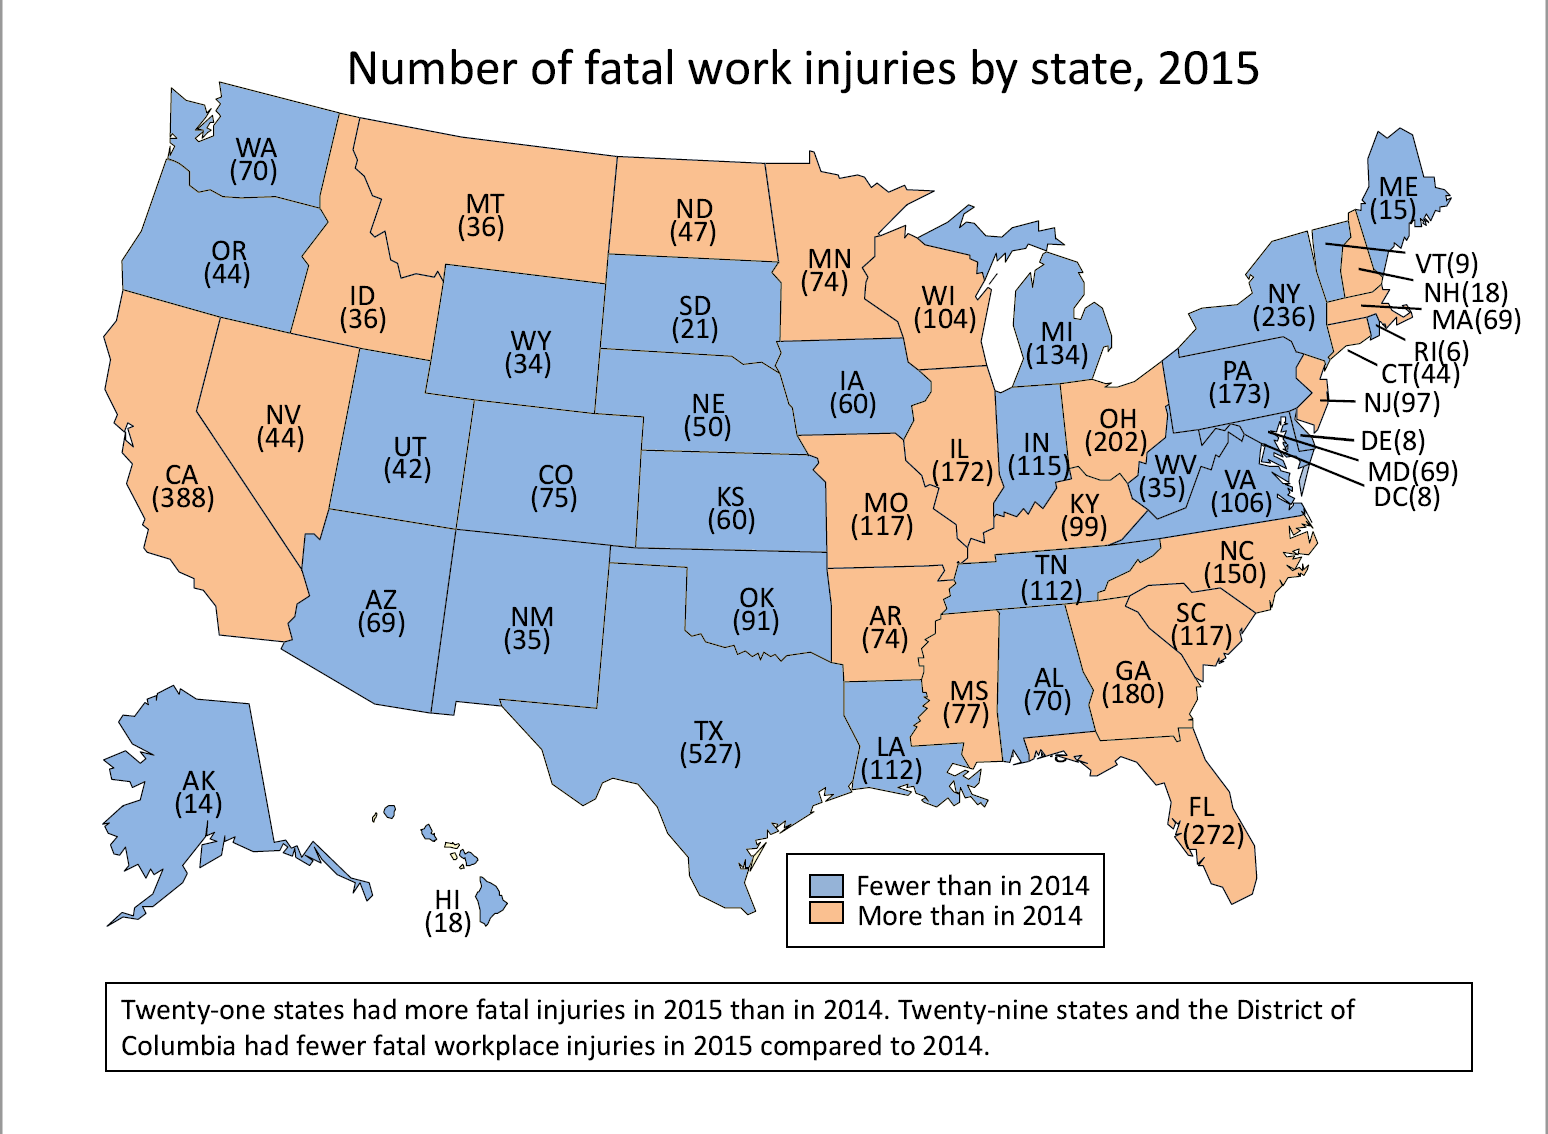 Number of fatal work injuries by state, 2015
WA
(70)
OR
(44)
CA
(388)
NV
(44)
ID
(36)
MT
(36)
WY
(34)
UT
(42)
CO
(75)
AZ
(69)
NM
(35)
ND
(47)
SD
(21)
NE
(50)
KS
(60)
OK
(91)
TX
(527)
MN
(74)
IA
(60)
MO
(117)
AR
(74)
LA
(112)
WI
(104)
IL
(172)
MI
(134)
IN
(115)
OH
(202)
KY
(99)
TN
(112)
MS
(77)
AL
(70)
GA
(180)
FL
(272)
SC
(117)
NC
(150)
VA
(106)
WV
(35)
PA
(173)
NY
(236)
ME
(15)
VT(9)
NH(18)
MA(69)
RI(6)
CT(44)
NJ(97)
DE(8)
MD(69)
DC(8)
AK
(14)
HI
(18)
Fewer than in 2014
More than in 2014
Twenty-one states had more fatal injuries in 2015 than in 2014. Twenty-nine states and the District of
Columbia had fewer fatal workplace injuries in 2015 compared to 2014.